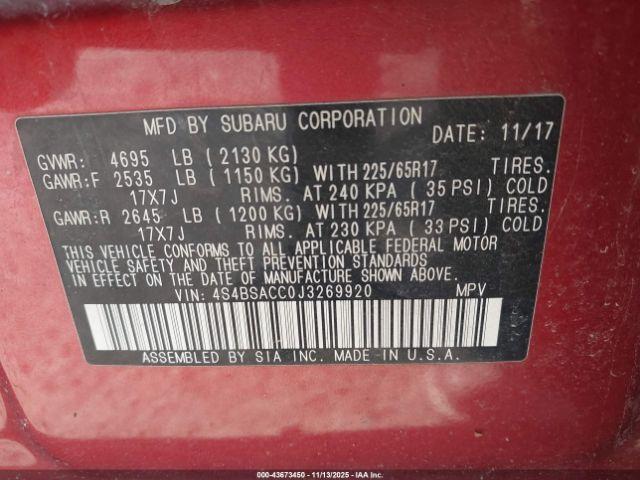 MFD BY SUBARU CORPORATION DATE: 11/17
GVWR: 4695 LB (2130 KG)
GAWR:F 2535 LB (1150 KG) WITH 225/65R17 TIRES.
17X7J RIMS. AT 240 KPA (35 PSI) COLD
GAWR:R 2645 LB (1200 KG) WITH 225/65R17 TIRES.
17X7J RIMS. AT 230 KPA (33 PSI) COLD
THIS VEHICLE CONFORMS TO ALL APPLICABLE FEDERAL MOTOR
VEHICLE SAFETY AND THEFT PREVENTION STANDARDS
IN EFFECT ON THE DATE OF MANUFACTURE SHOWN ABOVE.
VIN: 4S4BSACC0J3269920 MPV
ASSEMBLED BY SIA INC. MADE IN U.S.A.
000-43673450 - 11/13/2025 - IAAI.COM